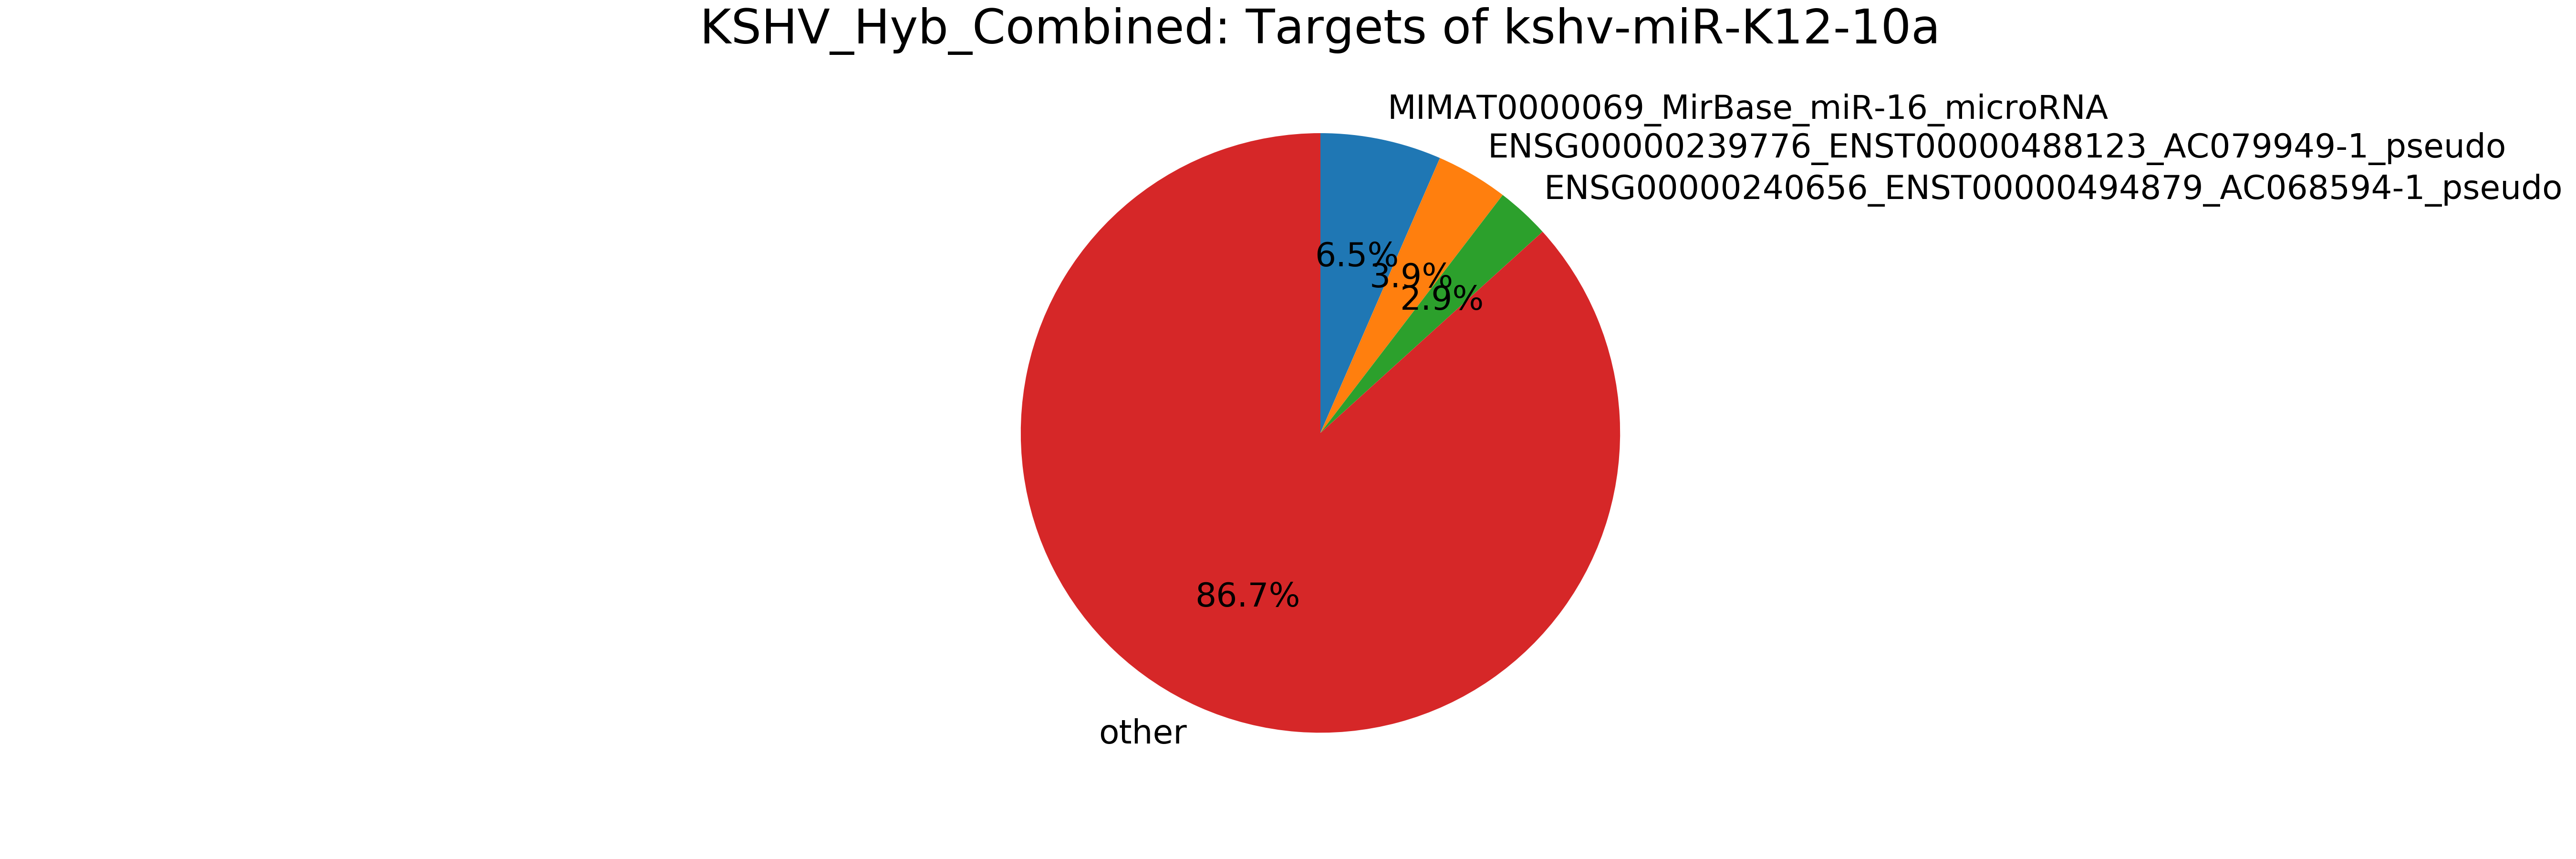 KSHV_Hyb_Combined: Targets of kshv-miR-K12-10a
MIMAT0000069_MirBase_miR-16_microRNA
ENSG00000239776_ENST00000488123_AC079949-1_pseudo
ENSG00000240656_ENST00000494879_AC068594-1_pseudo
6.5%
3.9%
2.9%
86.7%
other